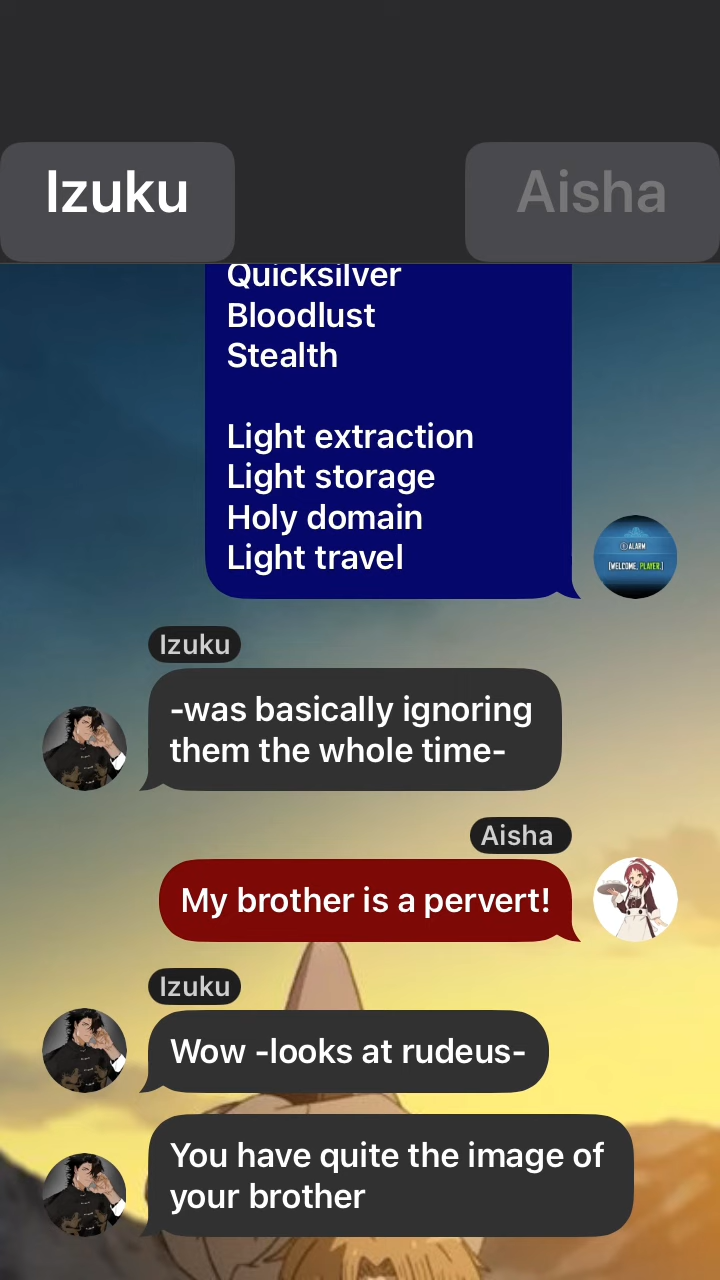 Izuku
Aisha
Quicksilver
Bloodlust
Stealth
Light extraction
Light storage
Holy domain
Light travel
ALARM
[WELCOME, PLAYER.]
Izuku
-was basically ignoring
them the whole time-
Aisha
My brother is a pervert!
Izuku
Wow -looks at rudeus-
You have quite the image of
your brother